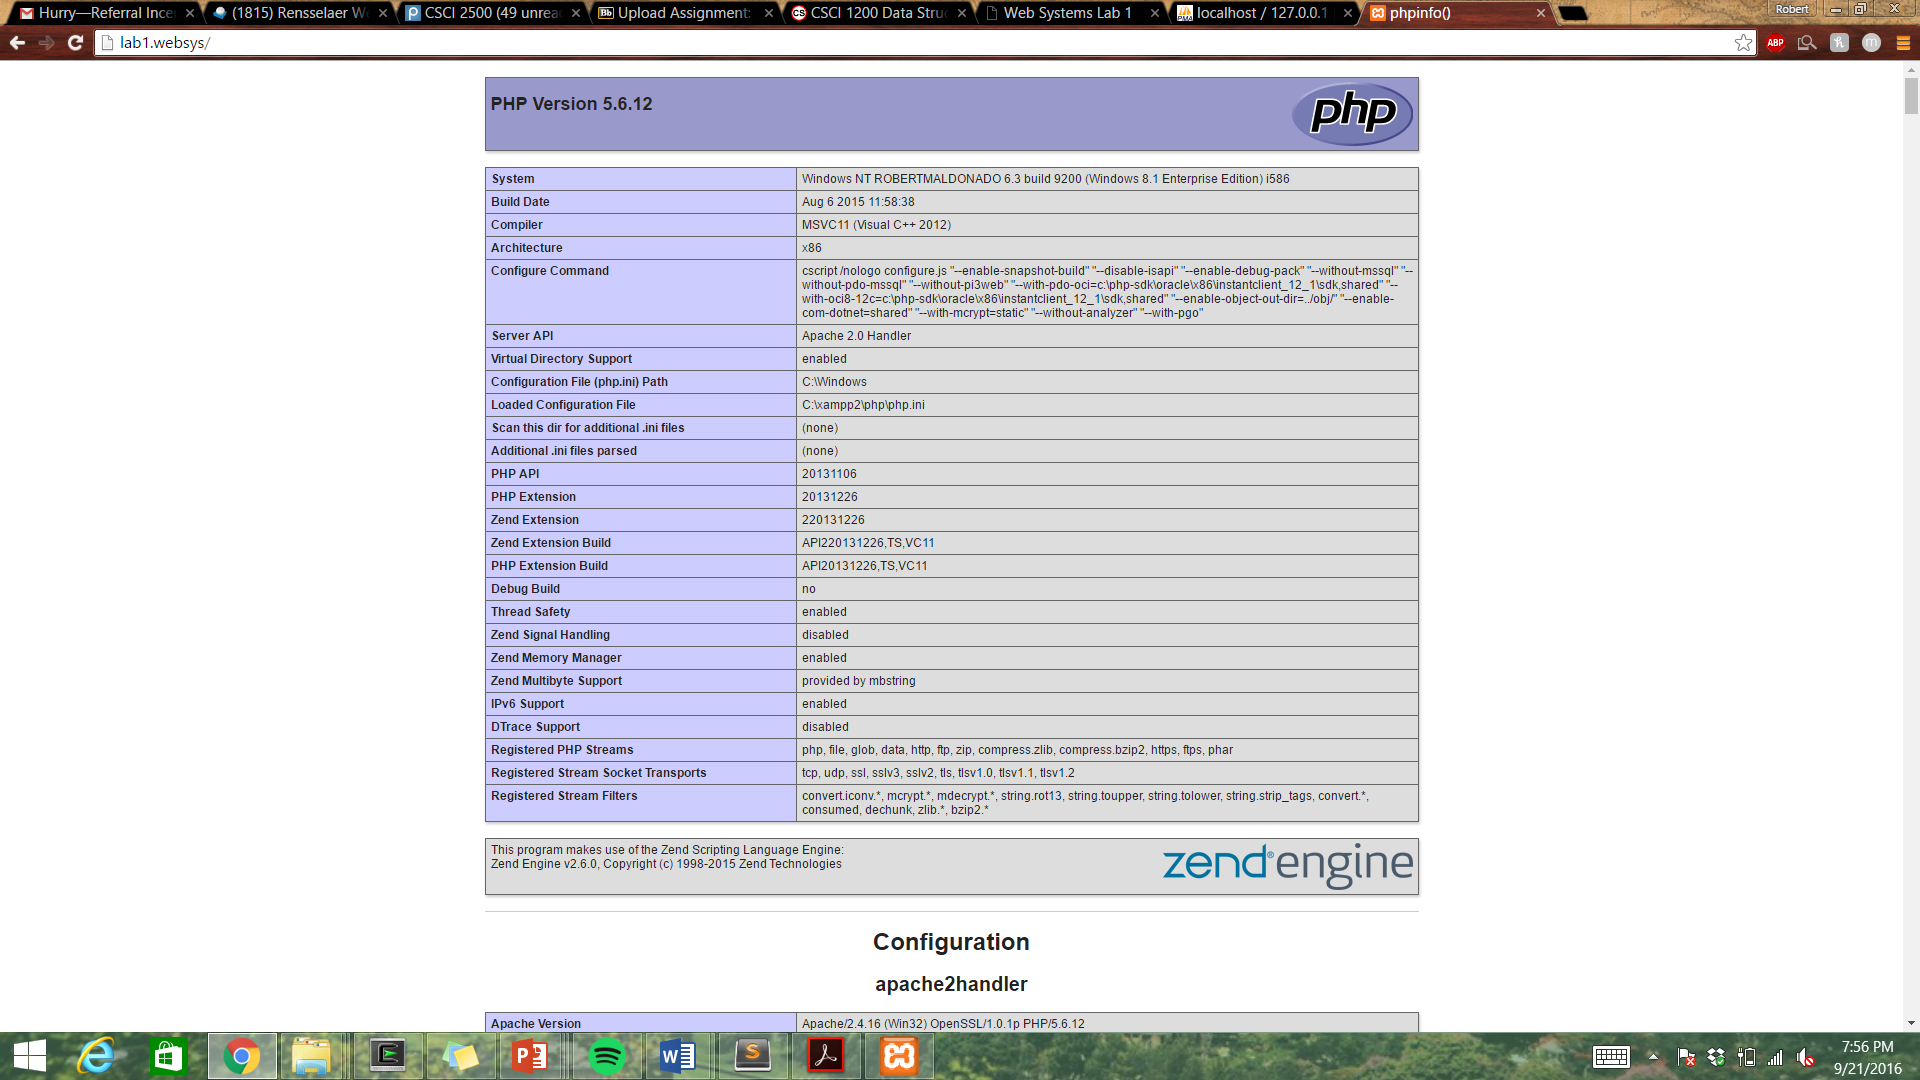 Hurry—Referral Ince
(1815) Rensselaer W
CSCI 2500 (49 unrea
Upload Assignment:
CSCI 1200 Data Stru
Web Systems Lab 1
localhost / 127.0.0.1
phpinfo()
Robert
lab1.websys/
ABP
PHP Version 5.6.12
php
System Windows NT ROBERTMALDONADO 6.3 build 9200 (Windows 8.1 Enterprise Edition) i586
Build Date Aug 6 2015 11:58:38
Compiler MSVC11 (Visual C++ 2012)
Architecture x86
Configure Command cscript /nologo configure.js "--enable-snapshot-build" "--disable-isapi" "--enable-debug-pack" "--without-mssql" "--
without-pdo-mssql" "--without-pi3web" "--with-pdo-oci=c:\php-sdk\oracle\x86\instantclient_12_1\sdk,shared" "--
with-oci8-12c=c:\php-sdk\oracle\x86\instantclient_12_1\sdk,shared" "--enable-object-out-dir=../obj/" "--enable-
com-dotnet=shared" "--with-mcrypt=static" "--without-analyzer" "--with-pgo"
Server API Apache 2.0 Handler
Virtual Directory Support enabled
Configuration File (php.ini) Path C:\Windows
Loaded Configuration File C:\xampp2\php\php.ini
Scan this dir for additional .ini files (none)
Additional .ini files parsed (none)
PHP API 20131106
PHP Extension 20131226
Zend Extension 220131226
Zend Extension Build API220131226,TS,VC11
PHP Extension Build API20131226,TS,VC11
Debug Build no
Thread Safety enabled
Zend Signal Handling disabled
Zend Memory Manager enabled
Zend Multibyte Support provided by mbstring
IPv6 Support enabled
DTrace Support disabled
Registered PHP Streams php, file, glob, data, http, ftp, zip, compress.zlib, compress.bzip2, https, ftps, phar
Registered Stream Socket Transports tcp, udp, ssl, sslv3, sslv2, tls, tlsv1.0, tlsv1.1, tlsv1.2
Registered Stream Filters convert.iconv.*, mcrypt.*, mdecrypt.*, string.rot13, string.toupper, string.tolower, string.strip_tags, convert.*,
consumed, dechunk, zlib.*, bzip2.*
This program makes use of the Zend Scripting Language Engine:
Zend Engine v2.6.0, Copyright (c) 1998-2015 Zend Technologies
zend® engine
Configuration
apache2handler
Apache Version Apache/2.4.16 (Win32) OpenSSL/1.0.1p PHP/5.6.12
7:56 PM
9/21/2016